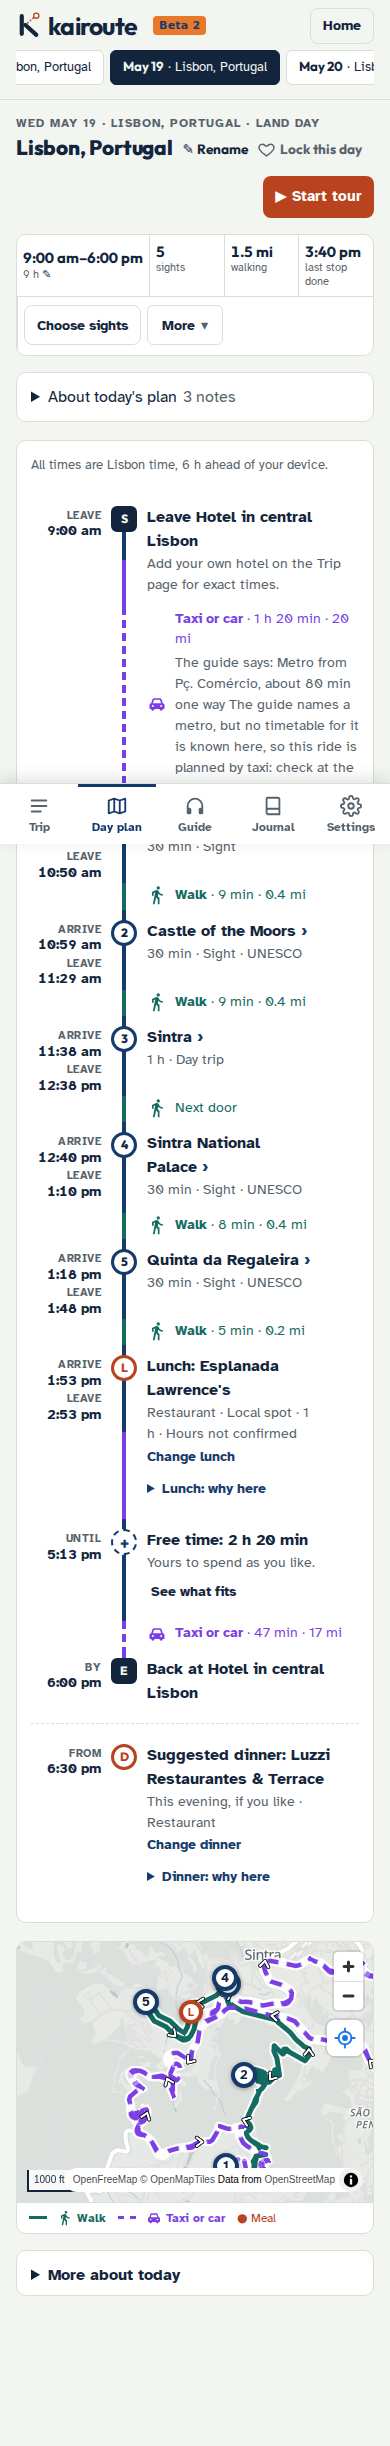 kairoute Beta 2 Home
bon, Portugal May 19 · Lisbon, Portugal May 20 · Lisb
WED MAY 19 · LISBON, PORTUGAL · LAND DAY
Lisbon, Portugal ✎ Rename Lock this day
▶ Start tour
9:00 am–6:00 pm 5 1.5 mi 3:40 pm
9 h ✎ sights walking last stop
done
Choose sights More ▾
▶ About today's plan 3 notes
All times are Lisbon time, 6 h ahead of your device.
LEAVE S Leave Hotel in central
9:00 am Lisbon
Add your own hotel on the Trip
page for exact times.
Taxi or car · 1 h 20 min · 20
mi
The guide says: Metro from
Pç. Comércio, about 80 min
one way The guide names a
metro, but no timetable for it
is known here, so this ride is
planned by taxi: check at the
Trip Day plan Guide Journal Settings
30 min · Sight
LEAVE
10:50 am
Walk · 9 min · 0.4 mi
ARRIVE 2 Castle of the Moors ›
10:59 am 30 min · Sight · UNESCO
LEAVE
11:29 am
Walk · 9 min · 0.4 mi
ARRIVE 3 Sintra ›
11:38 am 1 h · Day trip
LEAVE
12:38 pm
Next door
ARRIVE 4 Sintra National
12:40 pm Palace ›
LEAVE 30 min · Sight · UNESCO
1:10 pm
Walk · 8 min · 0.4 mi
ARRIVE 5 Quinta da Regaleira ›
1:18 pm 30 min · Sight · UNESCO
LEAVE
1:48 pm
Walk · 5 min · 0.2 mi
ARRIVE L Lunch: Esplanada
1:53 pm Lawrence's
LEAVE Restaurant · Local spot · 1
2:53 pm h · Hours not confirmed
Change lunch
▶ Lunch: why here
UNTIL + Free time: 2 h 20 min
5:13 pm Yours to spend as you like.
See what fits
Taxi or car · 47 min · 17 mi
BY E Back at Hotel in central
6:00 pm Lisbon
FROM D Suggested dinner: Luzzi
6:30 pm Restaurantes & Terrace
This evening, if you like ·
Restaurant
Change dinner
▶ Dinner: why here
Sintra
+
4
5
L
−
2
SÃO
PEN
1
1000 ft OpenFreeMap © OpenMapTiles Data from OpenStreetMap i
Walk Taxi or car Meal
▶ More about today